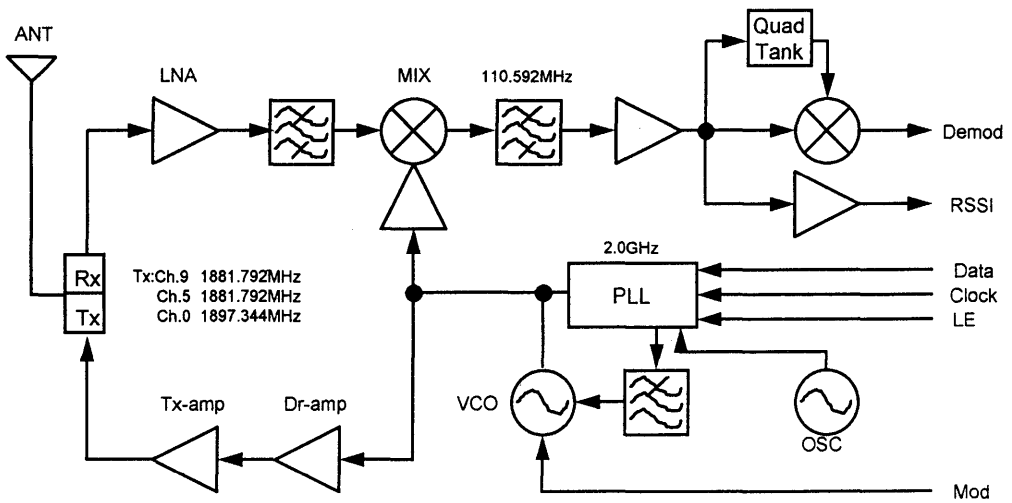 ANT
LNA
MIX
110.592MHz
Quad
Tank
Demod
RSSI
Rx
Tx
Tx:Ch.9 1881.792MHz
Ch.5 1881.792MHz
Ch.0 1897.344MHz
2.0GHz
PLL
Data
Clock
LE
VCO
OSC
Tx-amp
Dr-amp
Mod